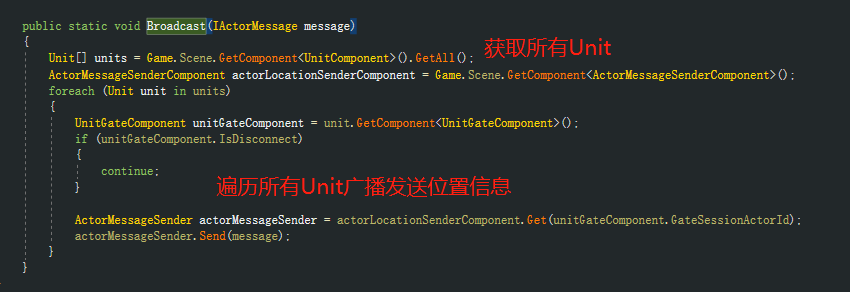 public static void Broadcast(IActorMessage message)
{
Unit[] units = Game.Scene.GetComponent<UnitComponent>().GetAll(); 获取所有Unit
ActorMessageSenderComponent actorLocationSenderComponent = Game.Scene.GetComponent<ActorMessageSenderComponent>();
foreach (Unit unit in units)
{
UnitGateComponent unitGateComponent = unit.GetComponent<UnitGateComponent>();
if (unitGateComponent.IsDisconnect)
{
continue;
}
遍历所有Unit广播发送位置信息
ActorMessageSender actorMessageSender = actorLocationSenderComponent.Get(unitGateComponent.GateSessionActorId);
actorMessageSender.Send(message);
}
}